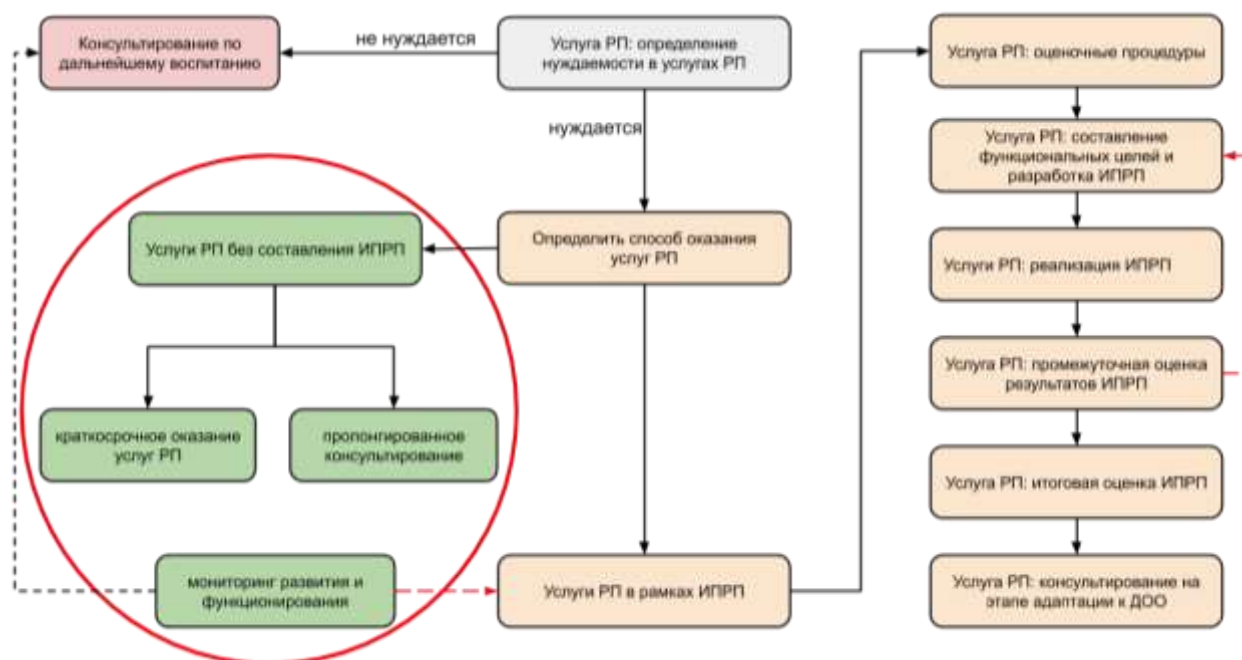 Консультирование по
дальнейшему воспитанию
не нуждается
Услуга РП: определение
нуждаемости в услугах РП
нуждается
Услуги РП без составления ИПРП
Определить способ оказания
услуг РП
краткосрочное оказание
услуг РП
пролонгированное
консультирование
мониторинг развития и
функционирования
Услуги РП в рамках ИПРП
Услуга РП: оценочные процедуры
Услуга РП: составление
функциональных целей и
разработка ИПРП
Услуги РП: реализация ИПРП
Услуга РП: промежуточная оценка
результатов ИПРП
Услуга РП: итоговая оценка ИПРП
Услуга РП: консультирование на
этапе адаптации к ДОО